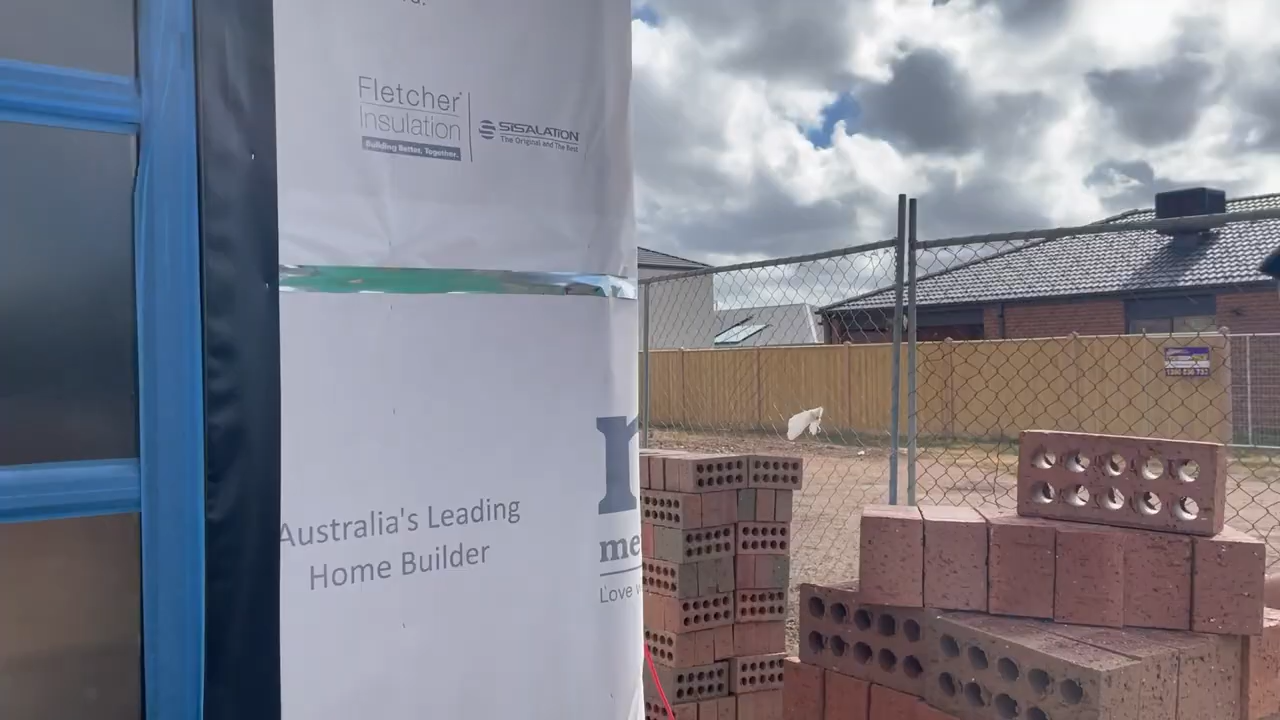 Fletcher
Insulation
Building Better. Together.
SISALATION
The Original and The Best
Australia's Leading
Home Builder
me
Love